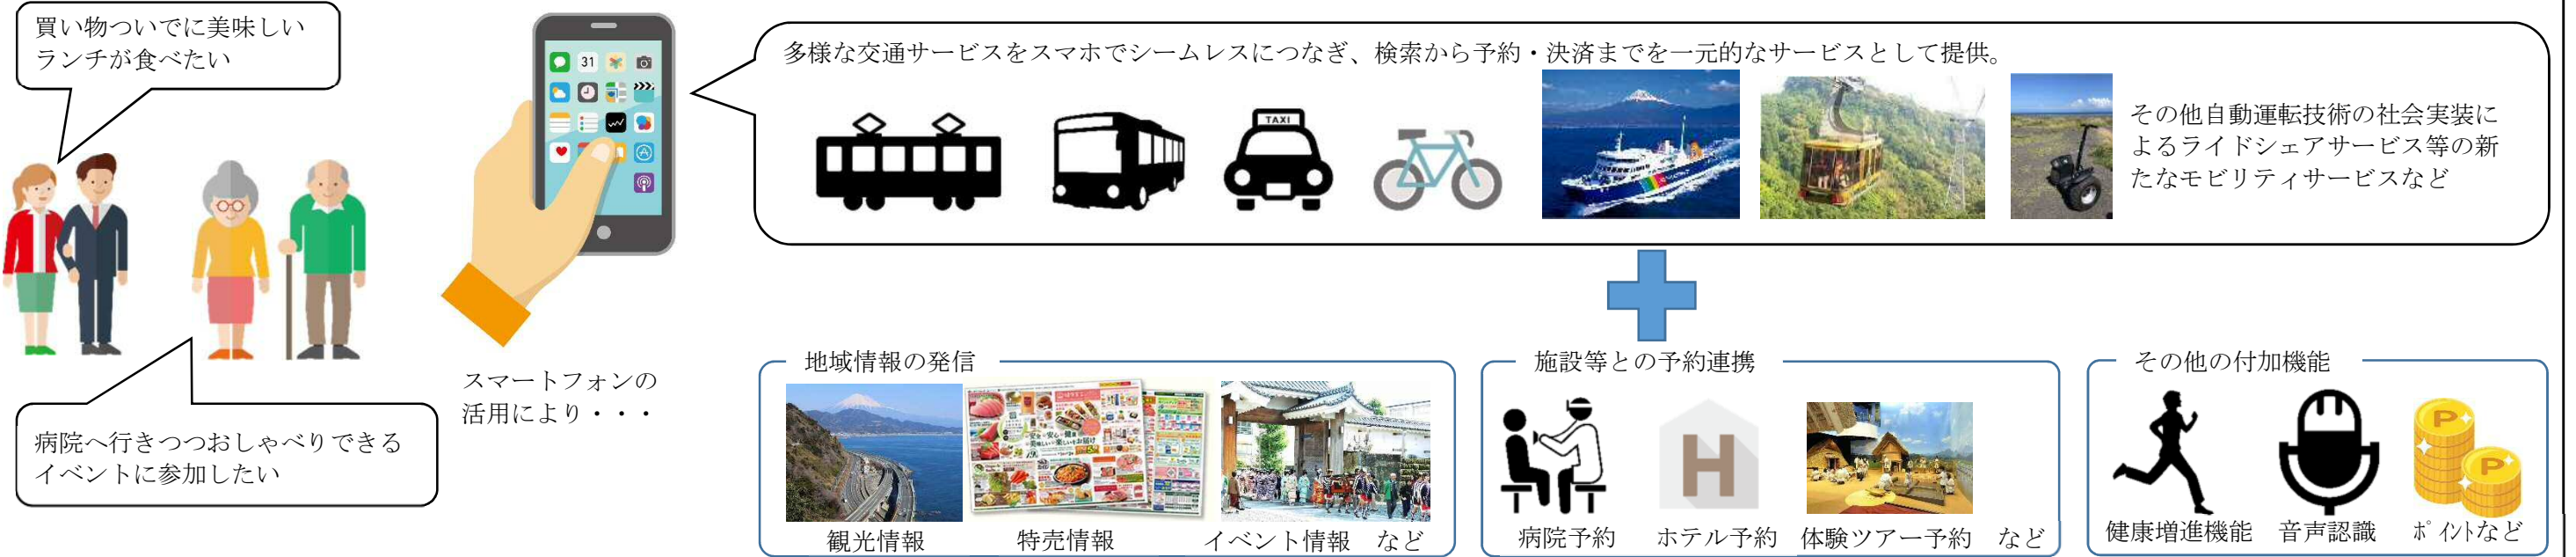 買い物ついでに美味しい
ランチが食べたい
31
多様な交通サービスをスマホでシームレスにつなぎ、検索から予約・決済までを一元的なサービスとして提供。
TAXI
その他自動運転技術の社会実装に
よるライドシェアサービス等の新
たなモビリティサービスなど
病院へ行きつつおしゃべりできる
イベントに参加したい
スマートフォンの
活用により・・・
地域情報の発信
観光情報
特売情報
イベント情報 など
施設等との予約連携
H
病院予約
ホテル予約
体験ツアー予約 など
その他の付加機能
P
P
健康増進機能
音声認識
ポイントなど